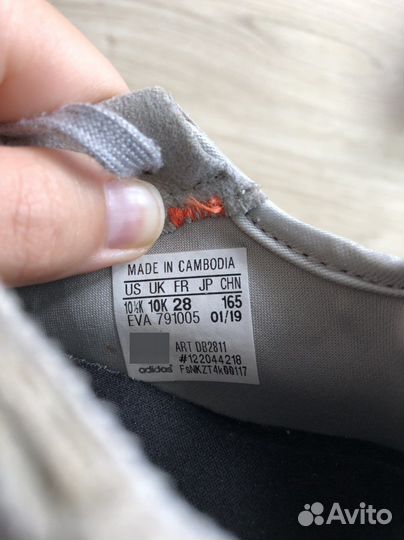 MADE IN CAMBODIA
US UK FR JP CHN
10½K 10K 28 165
EVA 791005 01/19
ART DB2811
#122044218
adidas FsNKZT4k00117
Avito